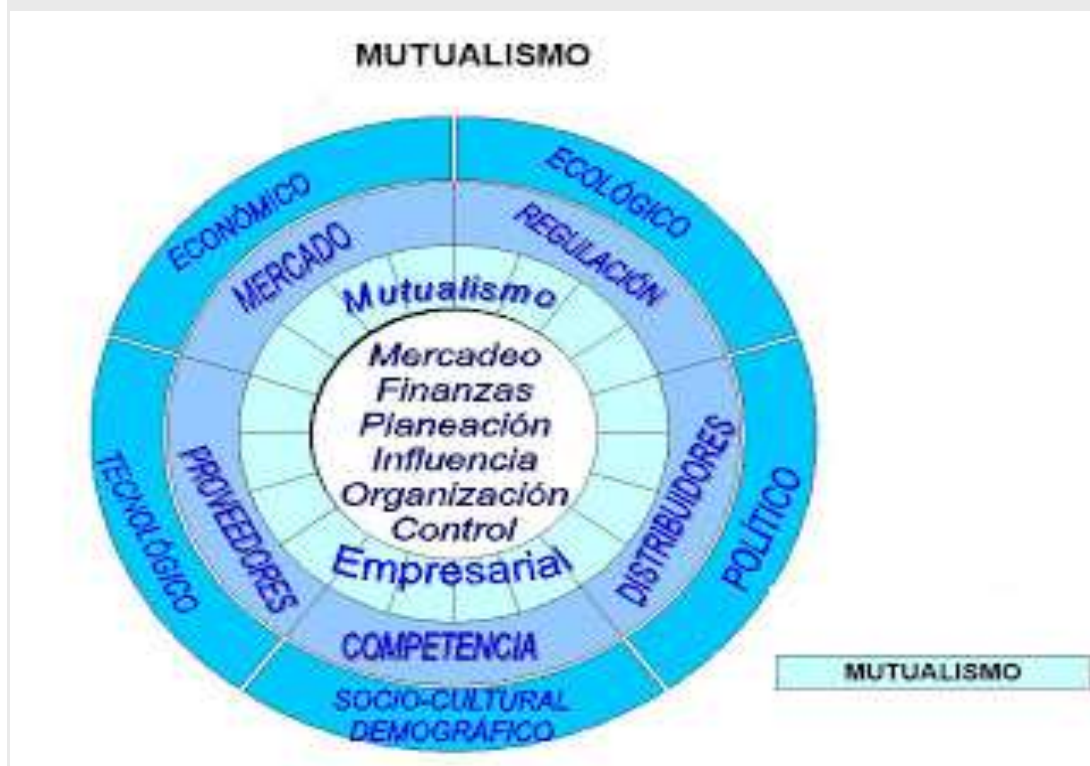 MUTUALISMO
ECONÓMICO
ECOLÓGICO
MERCADO
REGULACIÓN
Mutualismo
Mercadeo
Finanzas
Planeación
Influencia
Organización
Control
Empresarial
PROVEEDORES
DISTRIBUIDORES
TECNOLÓGICO
POLÍTICO
COMPETENCIA
SOCIO-CULTURAL
DEMOGRÁFICO
MUTUALISMO